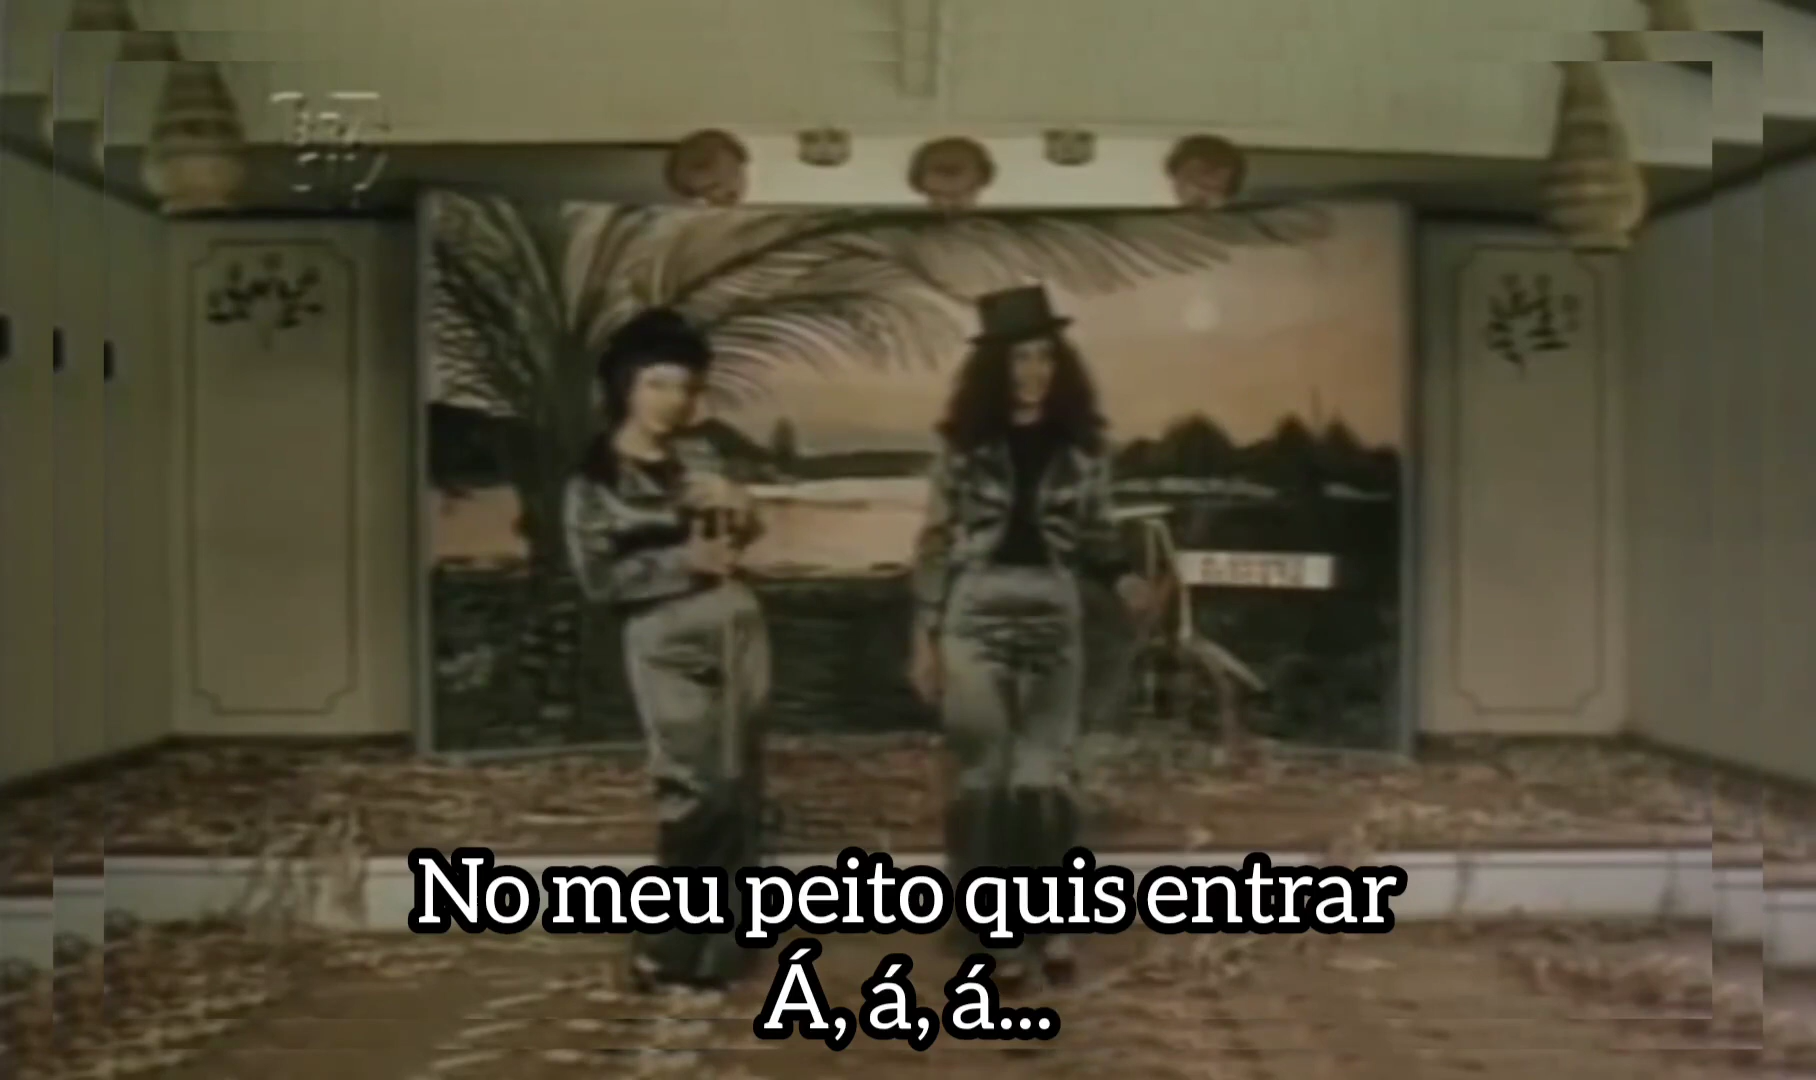 No meu peito quis entrar
Á, á, á...